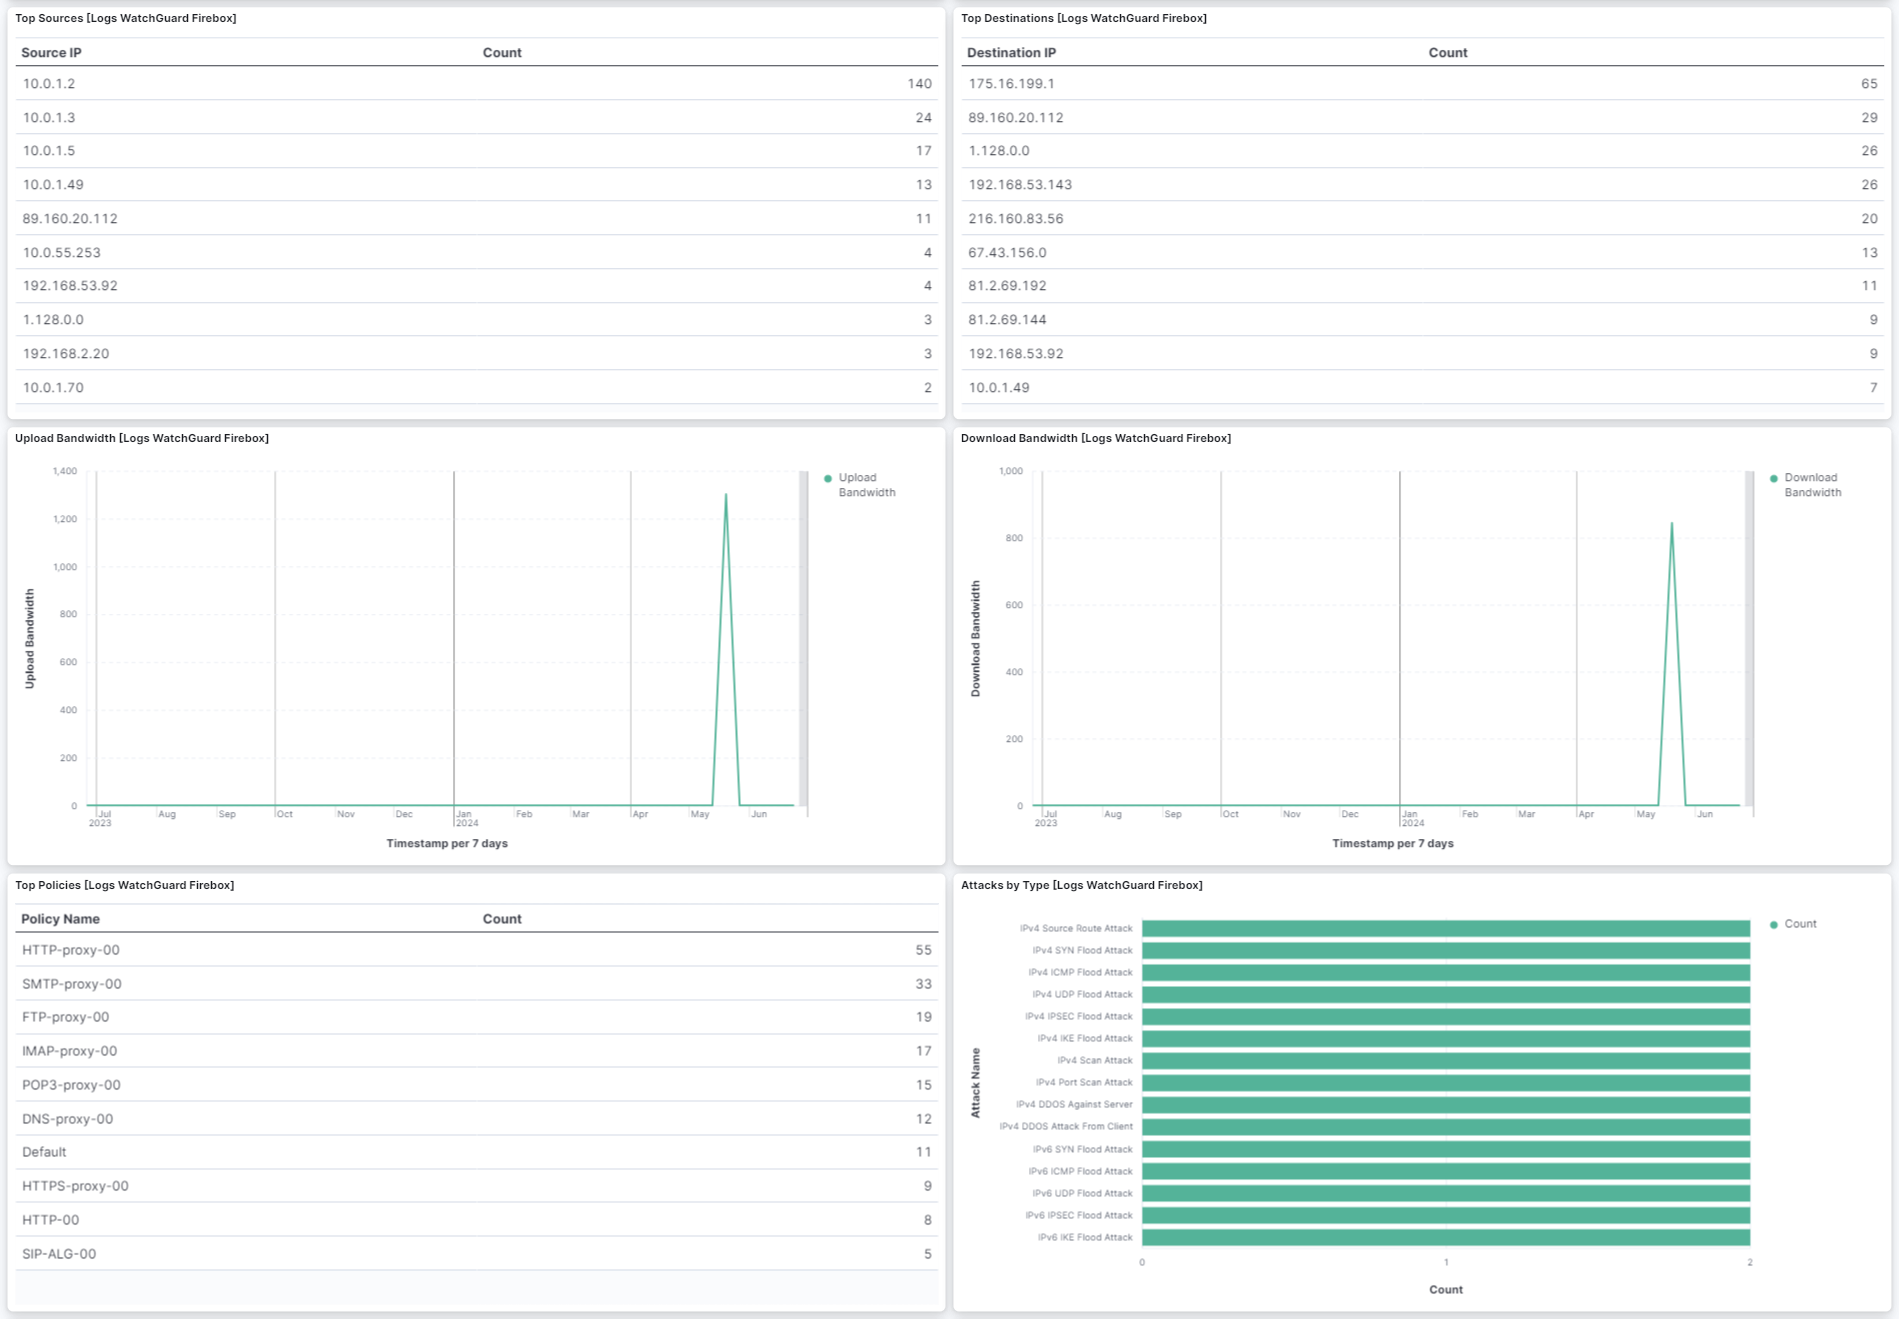 Top Sources [Logs WatchGuard Firebox]
Source IP Count
10.0.1.2 140
10.0.1.3 24
10.0.1.5 17
10.0.1.49 13
89.160.20.112 11
10.0.55.253 4
192.168.53.92 4
1.128.0.0 3
192.168.2.20 3
10.0.1.70 2
Top Destinations [Logs WatchGuard Firebox]
Destination IP Count
175.16.199.1 65
89.160.20.112 29
1.128.0.0 26
192.168.53.143 26
216.160.83.56 20
67.43.156.0 13
81.2.69.192 11
81.2.69.144 9
192.168.53.92 9
10.0.1.49 7
Upload Bandwidth [Logs WatchGuard Firebox]
1,400
1,200
1,000
800
600
400
200
0
Upload Bandwidth
Jul Aug Sep Oct Nov Dec Jan Feb Mar Apr May Jun
2023 2024
Timestamp per 7 days
Upload
Bandwidth
Download Bandwidth [Logs WatchGuard Firebox]
1,000
800
600
400
200
0
Download Bandwidth
Jul Aug Sep Oct Nov Dec Jan Feb Mar Apr May Jun
2023 2024
Timestamp per 7 days
Download
Bandwidth
Top Policies [Logs WatchGuard Firebox]
Policy Name Count
HTTP-proxy-00 55
SMTP-proxy-00 33
FTP-proxy-00 19
IMAP-proxy-00 17
POP3-proxy-00 15
DNS-proxy-00 12
Default 11
HTTPS-proxy-00 9
HTTP-00 8
SIP-ALG-00 5
Attacks by Type [Logs WatchGuard Firebox]
Attack Name
IPv4 Source Route Attack
IPv4 SYN Flood Attack
IPv4 ICMP Flood Attack
IPv4 UDP Flood Attack
IPv4 IPSEC Flood Attack
IPv4 IKE Flood Attack
IPv4 Scan Attack
IPv4 Port Scan Attack
IPv4 DDOS Against Server
IPv4 DDOS Attack From Client
IPv6 SYN Flood Attack
IPv6 ICMP Flood Attack
IPv6 UDP Flood Attack
IPv6 IPSEC Flood Attack
IPv6 IKE Flood Attack
0 1 2
Count
Count